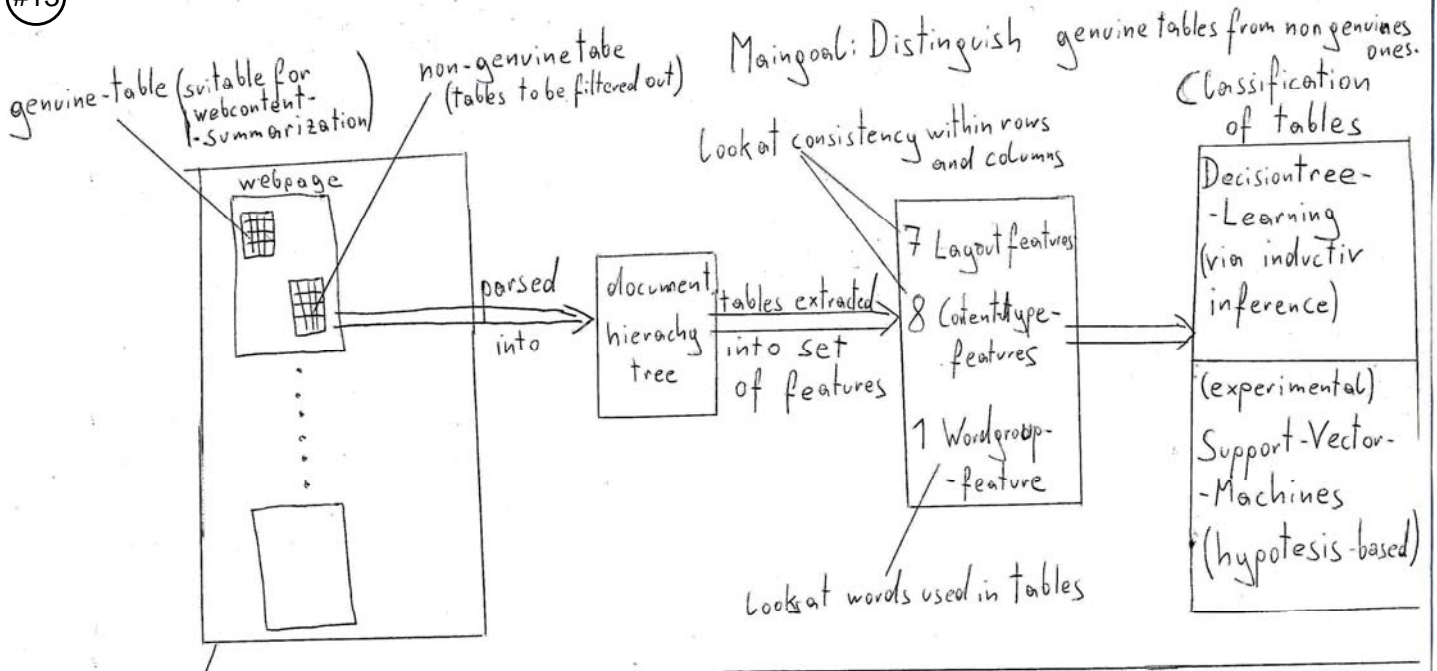 #13
Maingoal: Distinguish genuine tables from non genuines
ones.
genuine-table (suitable for
webcontent-
-summarization)
non-genuine tabe
(tables to be filtered out)
Look at consistency within rows
and columns
Classification
of tables
webpage
parsed
into
document
hierachy
tree
tables extracted
into set
of features
7 Layout features
8 Contenttype-
features
1 Wordgroup-
-feature
Looks at words used in tables
Decisiontree-
-Learning
(via inductiv
inference)
(experimental)
Support-Vector-
-Machines
(hypotesis-based)